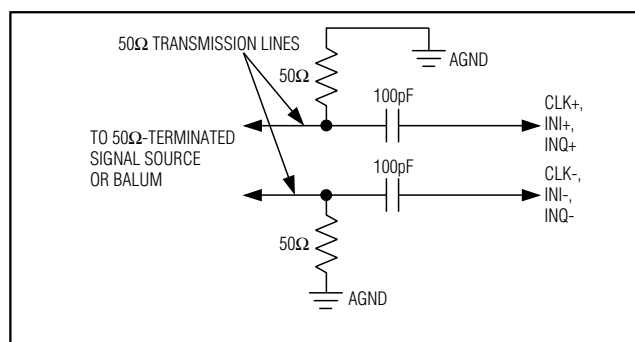 50Ω TRANSMISSION LINES
AGND
50Ω
100pF
CLK+,
INI+,
INQ+
TO 50Ω-TERMINATED
SIGNAL SOURCE
OR BALUM
100pF
CLK-,
INI-,
INQ-
50Ω
AGND